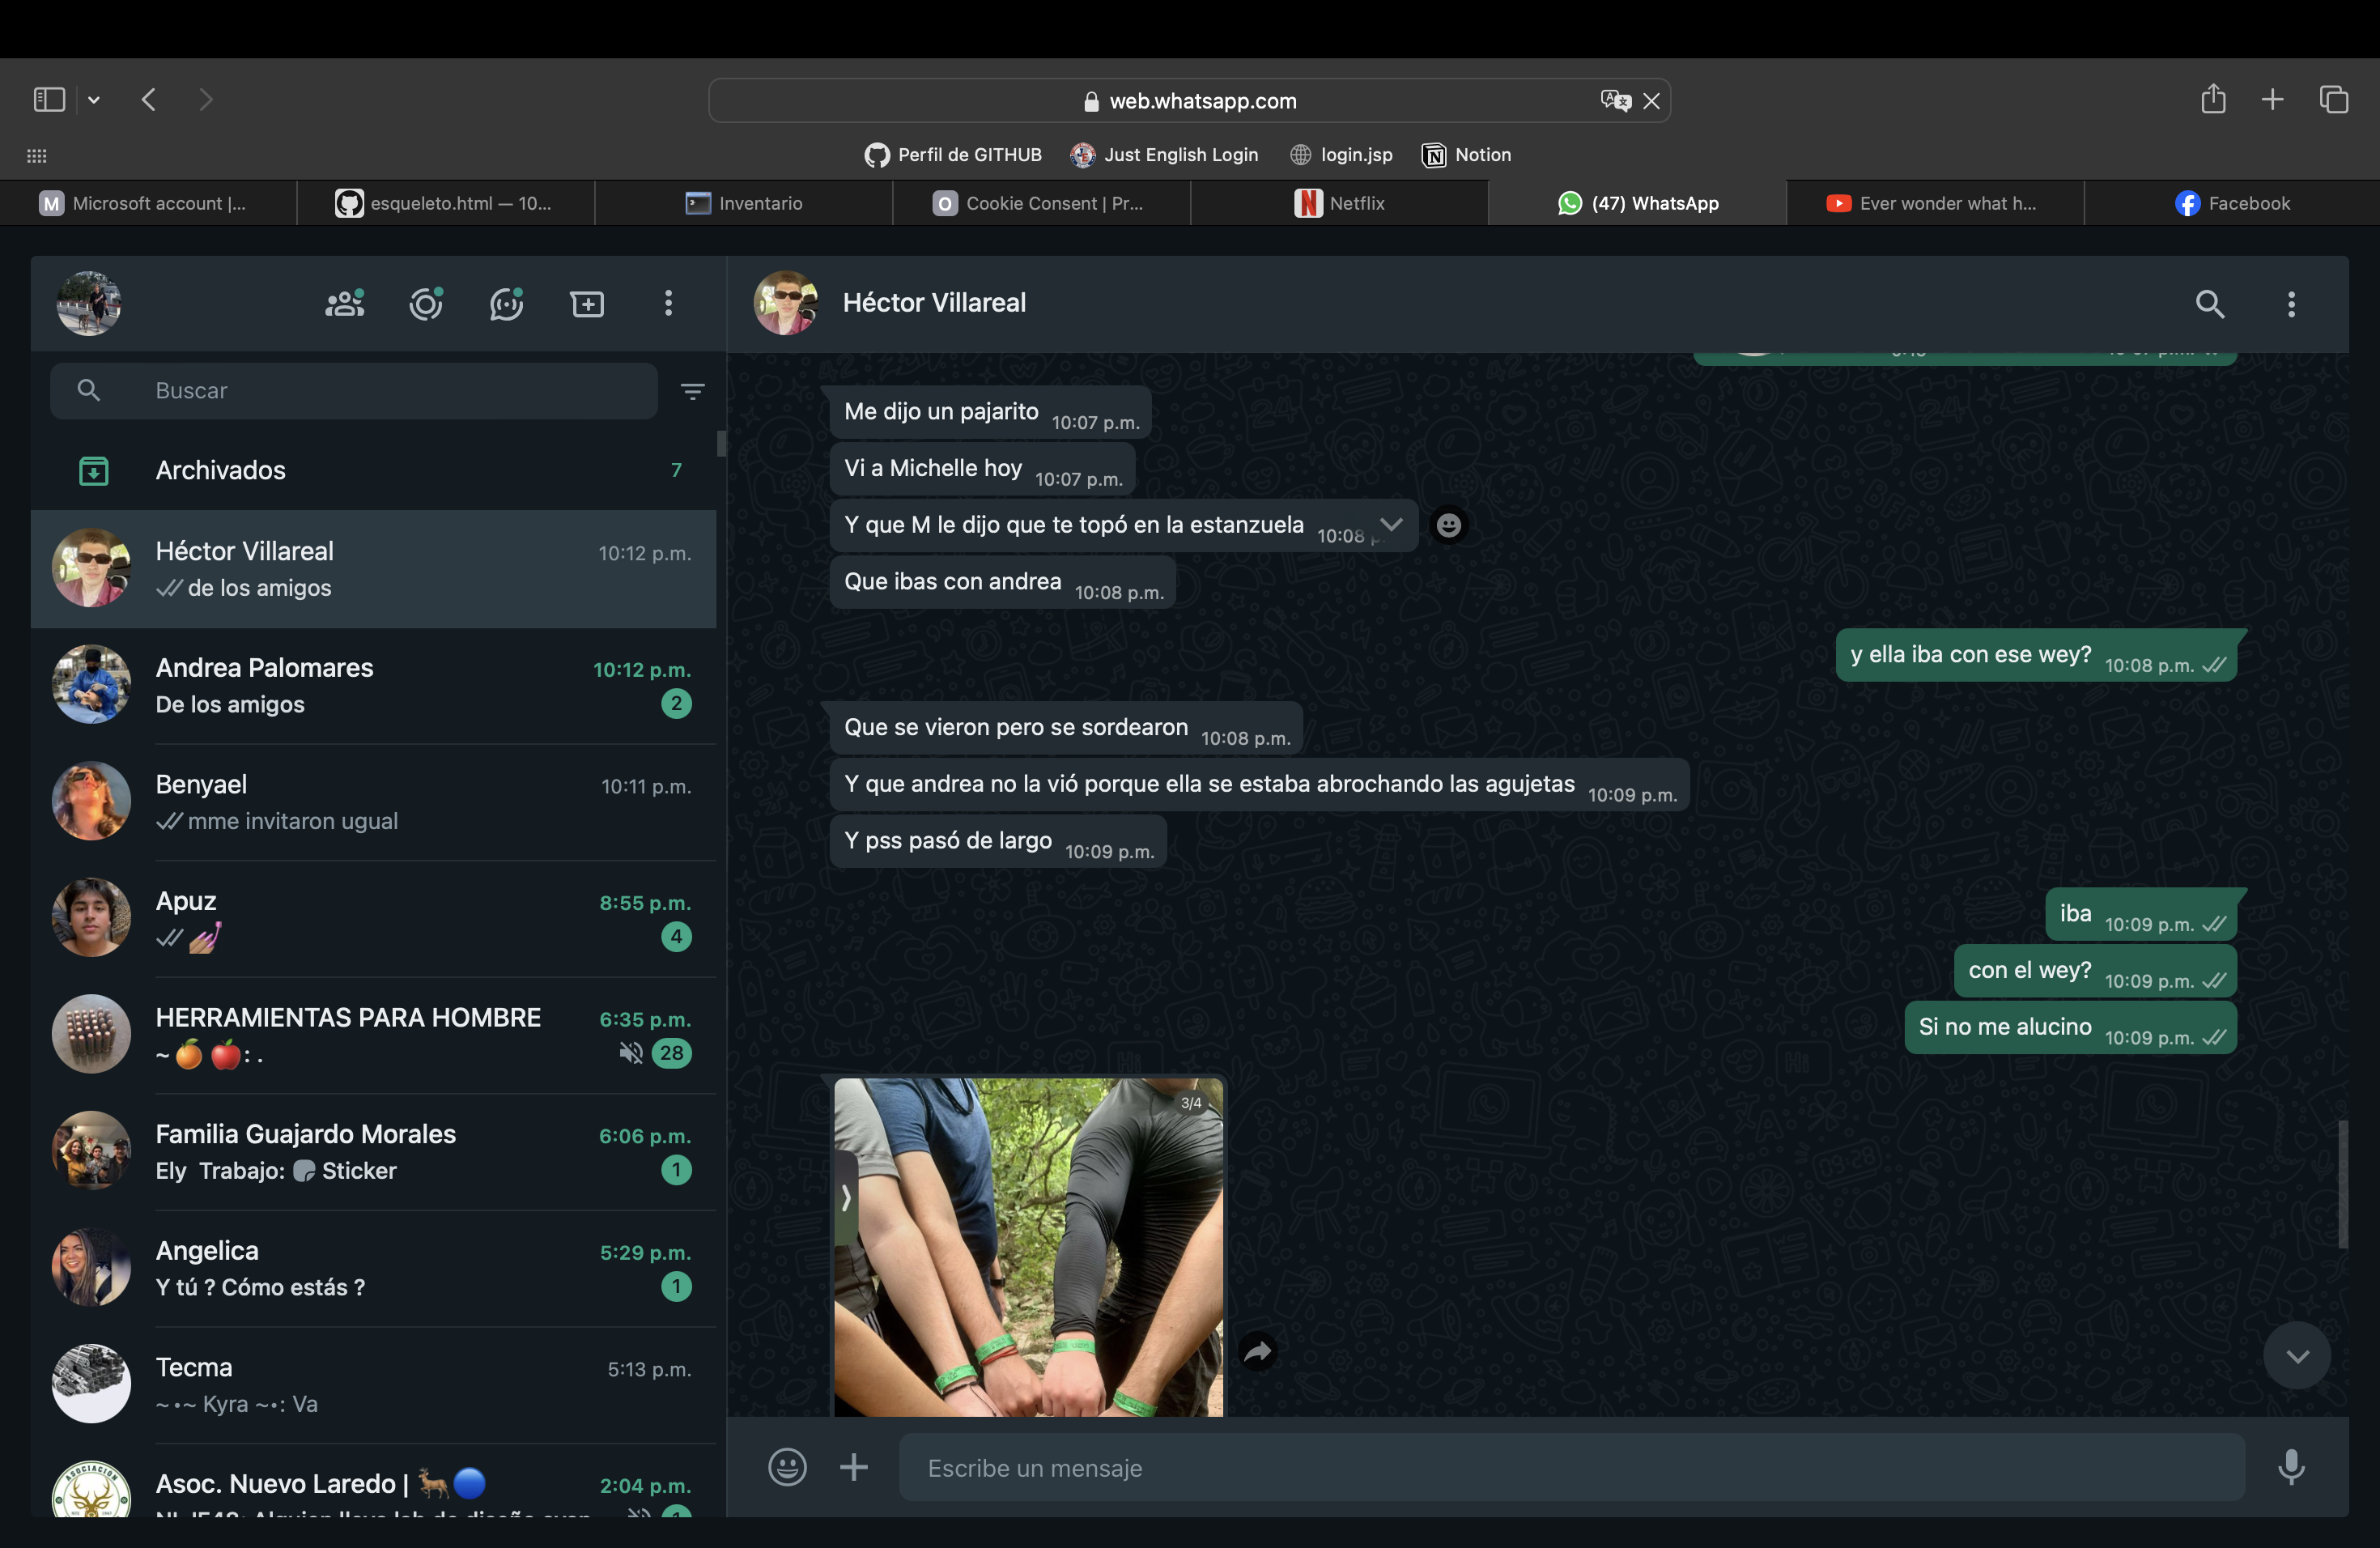 web.whatsapp.com
Perfil de GITHUB
Just English Login
login.jsp
Notion
Microsoft account |...
esqueleto.html — 10...
Inventario
Cookie Consent | Pr...
Netflix
(47) WhatsApp
Ever wonder what h...
Facebook
Buscar
Archivados 7
Héctor Villareal 10:12 p.m.
de los amigos
Andrea Palomares 10:12 p.m.
De los amigos 2
Benyael 10:11 p.m.
mme invitaron ugual
Apuz 8:55 p.m.
💅🏽 4
HERRAMIENTAS PARA HOMBRE 6:35 p.m.
~🍊 🍎: . 28
Familia Guajardo Morales 6:06 p.m.
Ely Trabajo: Sticker 1
Angelica 5:29 p.m.
Y tú ? Cómo estás ? 1
Tecma 5:13 p.m.
~•~ Kyra ~•: Va
Asoc. Nuevo Laredo | 🦌🔵 2:04 p.m.
Héctor Villareal
Me dijo un pajarito 10:07 p.m.
Vi a Michelle hoy 10:07 p.m.
Y que M le dijo que te topó en la estanzuela 10:08 p.
Que ibas con andrea 10:08 p.m.
y ella iba con ese wey? 10:08 p.m.
Que se vieron pero se sordearon 10:08 p.m.
Y que andrea no la vió porque ella se estaba abrochando las agujetas 10:09 p.m.
Y pss pasó de largo 10:09 p.m.
iba 10:09 p.m.
con el wey? 10:09 p.m.
Si no me alucino 10:09 p.m.
3/4
Escribe un mensaje